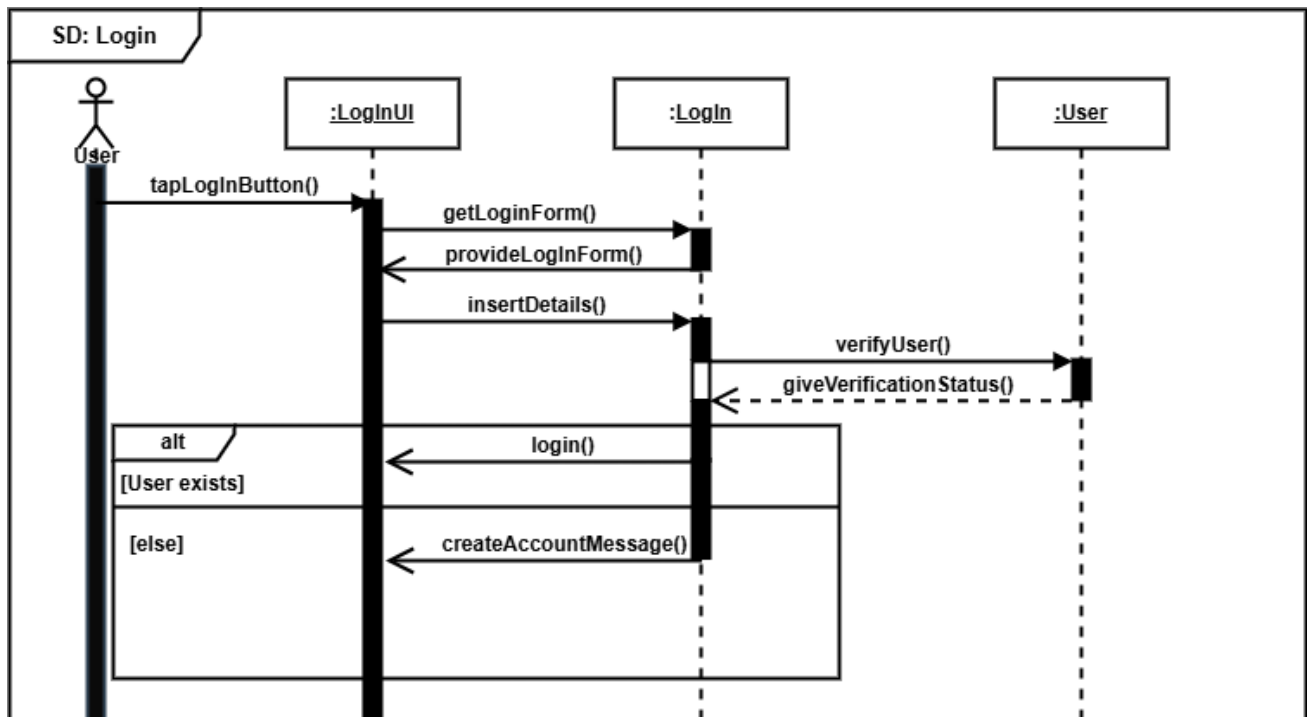 SD: Login
:LogInUI
:LogIn
:User
User
tapLogInButton()
getLoginForm()
provideLogInForm()
insertDetails()
verifyUser()
giveVerificationStatus()
alt
login()
[User exists]
[else]
createAccountMessage()